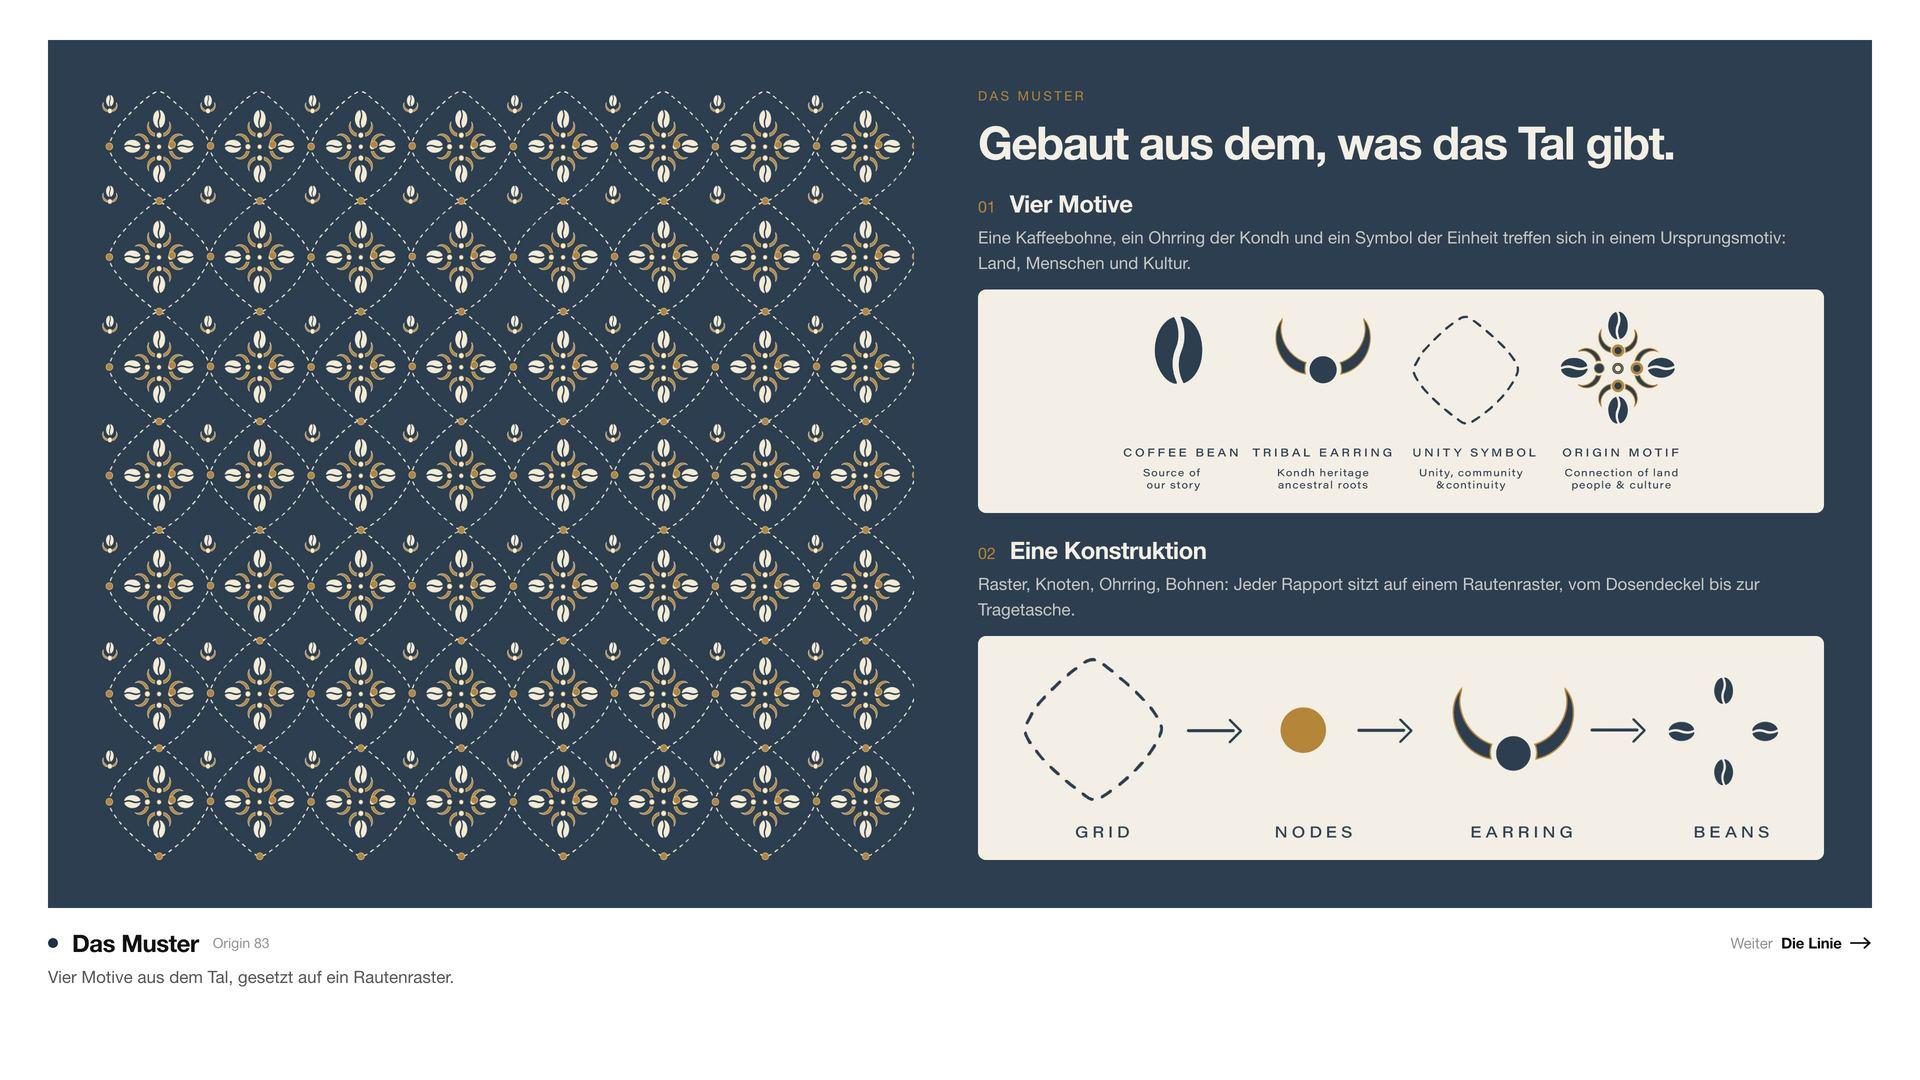 DAS MUSTER
Gebaut aus dem, was das Tal gibt.
01 Vier Motive
Eine Kaffeebohne, ein Ohrring der Kondh und ein Symbol der Einheit treffen sich in einem Ursprungsmotiv:
Land, Menschen und Kultur.
COFFEE BEAN
Source of
our story
TRIBAL EARRING
Kondh heritage
ancestral roots
UNITY SYMBOL
Unity, community
&continuity
ORIGIN MOTIF
Connection of land
people & culture
02 Eine Konstruktion
Raster, Knoten, Ohrring, Bohnen: Jeder Rapport sitzt auf einem Rautenraster, vom Dosendeckel bis zur
Tragetasche.
GRID
NODES
EARRING
BEANS
Das Muster Origin 83
Vier Motive aus dem Tal, gesetzt auf ein Rautenraster.
Weiter Die Linie →